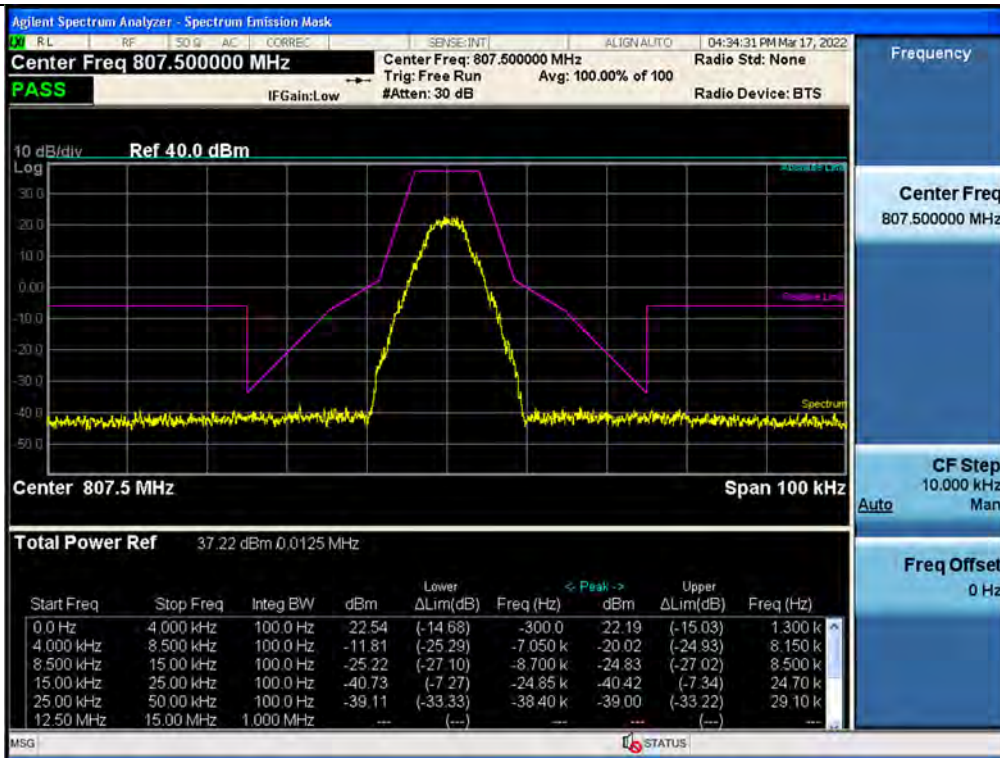 Agilent Spectrum Analyzer - Spectrum Emission Mask
LXI RL RF 50 Ω AC CORREC SENSE:INT ALIGN AUTO 04:34:31 PM Mar 17, 2022
Center Freq 807.500000 MHz
Center Freq: 807.500000 MHz
Radio Std: None
Trig: Free Run Avg: 100.00% of 100
PASS
IFGain:Low
#Atten: 30 dB
Radio Device: BTS
10 dB/div Ref 40.0 dBm
Log
Absolute Limit
30.0
20.0
10.0
0.00
Relative Limit
-10.0
-20.0
-30.0
Spectrum
-40.0
-50.0
Center 807.5 MHz Span 100 kHz
Total Power Ref 37.22 dBm / 0.0125 MHz
Lower <- Peak -> Upper
Start Freq Stop Freq Integ BW dBm ΔLim(dB) Freq (Hz) dBm ΔLim(dB) Freq (Hz)
0.0 Hz 4.000 kHz 100.0 Hz 22.54 (-14.68) -300.0 22.19 (-15.03) 1.300 k
4.000 kHz 8.500 kHz 100.0 Hz -11.81 (-25.29) -7.050 k -20.02 (-24.93) 8.150 k
8.500 kHz 15.00 kHz 100.0 Hz -25.22 (-27.10) -8.700 k -24.83 (-27.02) 8.500 k
15.00 kHz 25.00 kHz 100.0 Hz -40.73 (-7.27) -24.85 k -40.42 (-7.34) 24.70 k
25.00 kHz 50.00 kHz 100.0 Hz -39.11 (-33.33) -38.40 k -39.00 (-33.22) 29.10 k
12.50 MHz 15.00 MHz 1.000 MHz --- (---) --- --- (---) ---
MSG STATUS
Frequency
Center Freq
807.500000 MHz
CF Step
10.000 kHz
Auto Man
Freq Offset
0 Hz